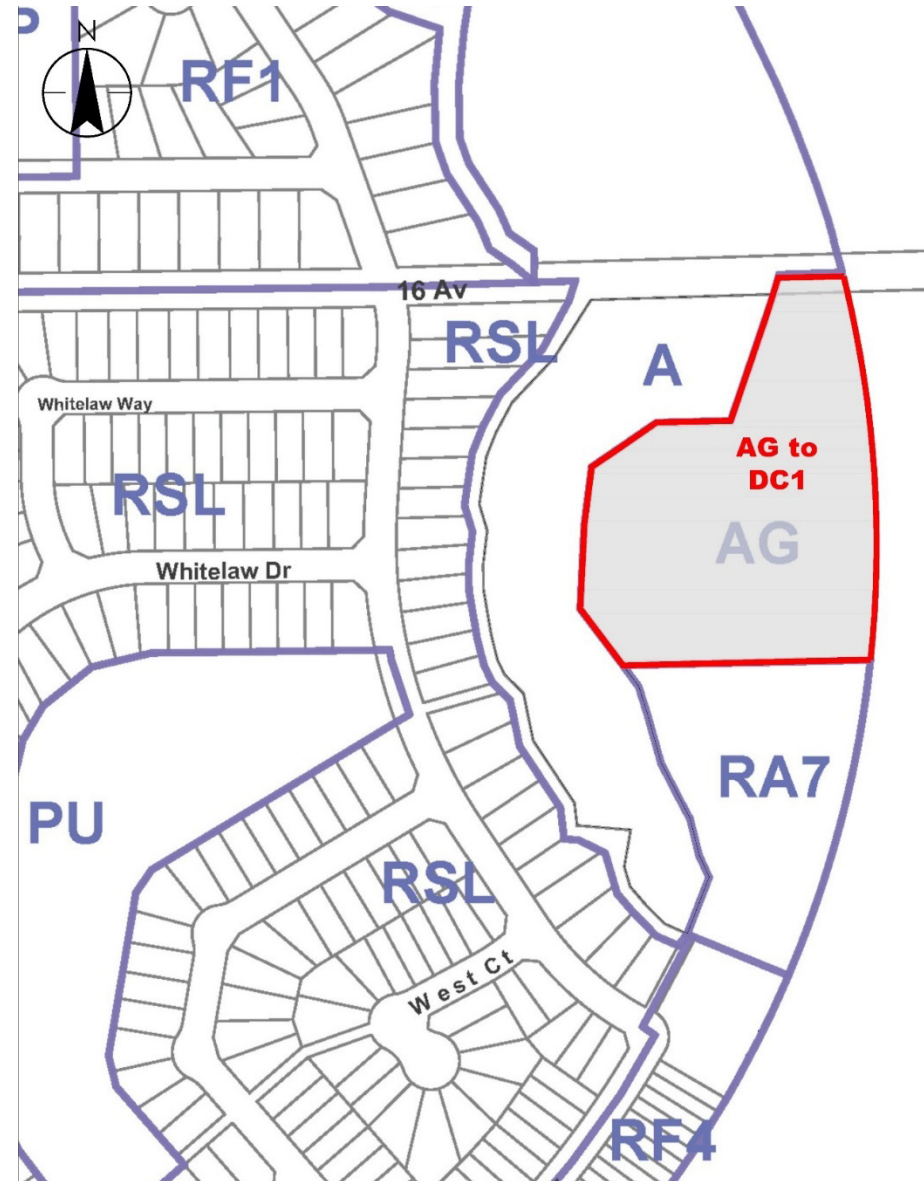 N
RF1
16 Av
RSL
A
Whitelaw Way
AG to
DC1
RSL
AG
Whitelaw Dr
RA7
PU
RSL
West Ct
RF4